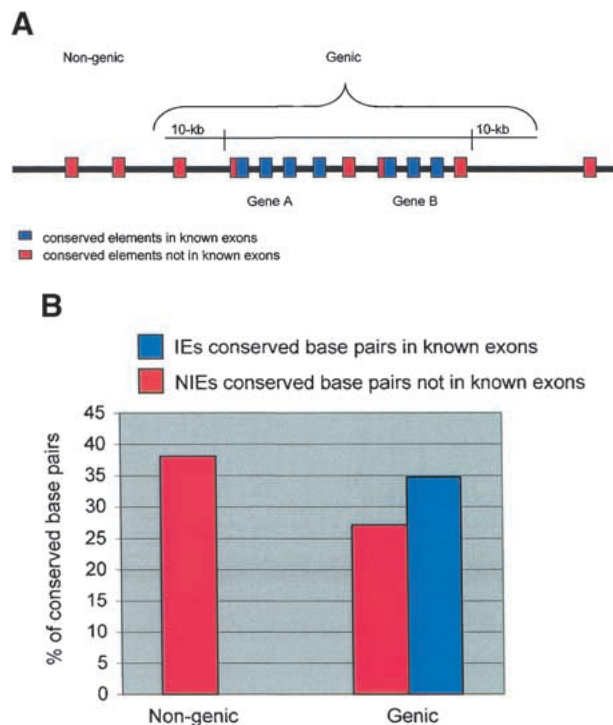 A
Non-genic Genic
10-kb 10-kb
Gene A Gene B
conserved elements in known exons
conserved elements not in known exons
B
IEs conserved base pairs in known exons
NIEs conserved base pairs not in known exons
% of conserved base pairs
45
40
35
30
25
20
15
10
5
0
Non-genic Genic